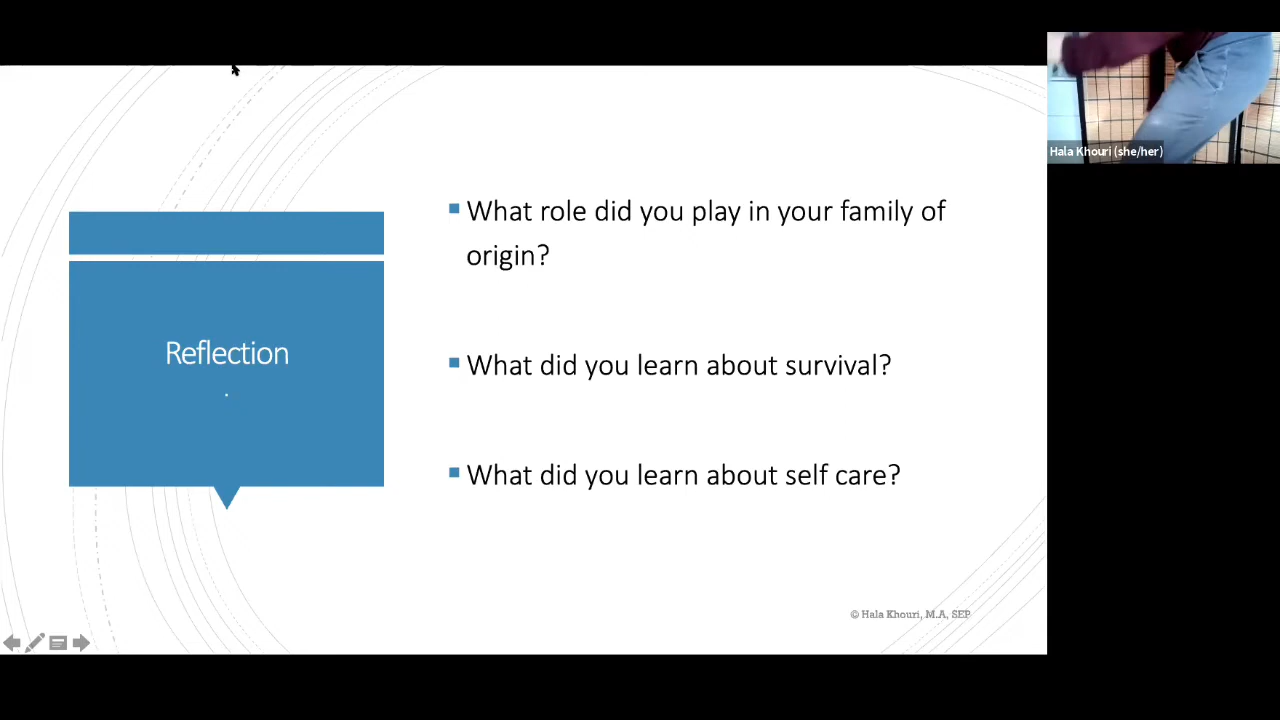 Hala Khouri (she/her)
Reflection
.
▪ What role did you play in your family of
origin?
▪ What did you learn about survival?
▪ What did you learn about self care?
© Hala Khouri, M.A, SEP